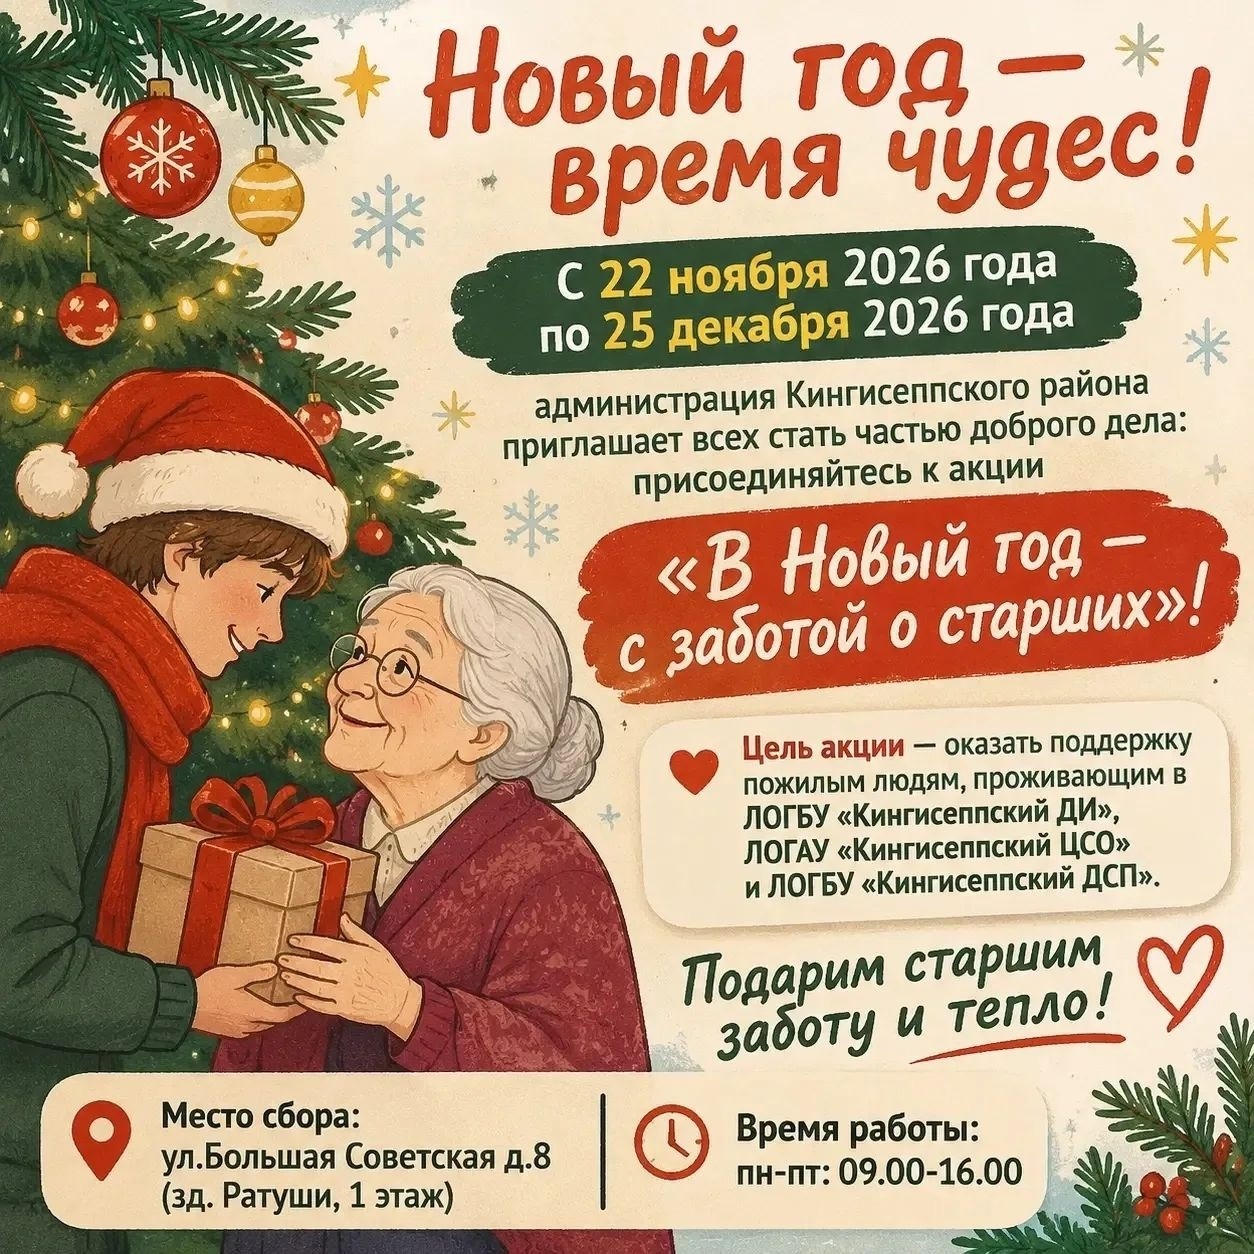 Новый год —
время чудес!
С 22 ноября 2026 года
по 25 декабря 2026 года
администрация Кингисеппского района
приглашает всех стать частью доброго дела:
присоединяйтесь к акции
«В Новый год –
с заботой о старших»!
Цель акции – оказать поддержку
пожилым людям, проживающим в
ЛОГБУ «Кингисеппский ДИ»,
ЛОГАУ «Кингисеппский ЦСО»
и ЛОГБУ «Кингисеппский ДСП».
Подарим старшим
заботу и тепло!
Место сбора:
ул.Большая Советская д.8
(зд. Ратуши, 1 этаж)
Время работы:
пн-пт: 09.00-16.00